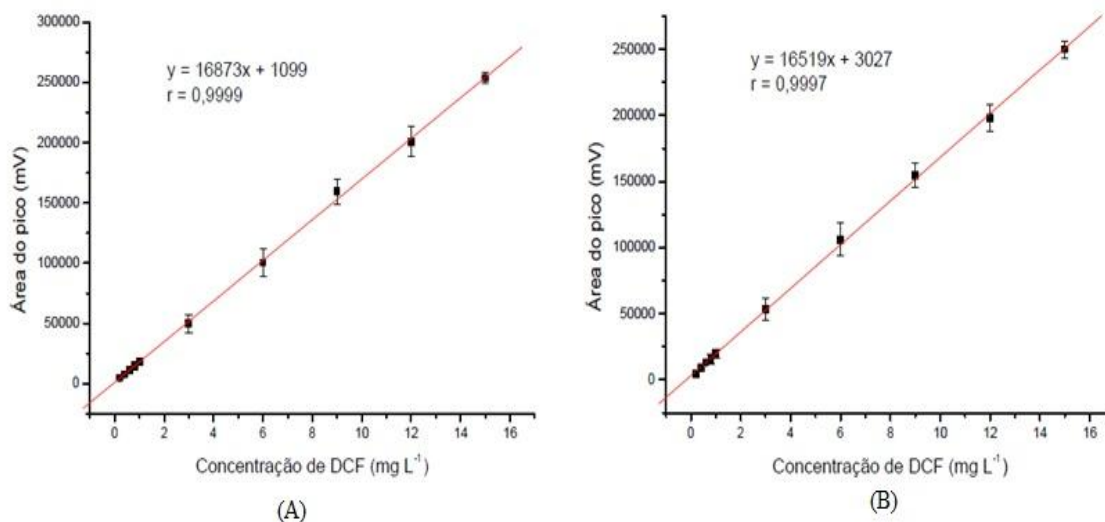 300000
250000
200000
150000
100000
50000
0
Área do pico (mV)
y = 16873x + 1099
r = 0,9999
0 2 4 6 8 10 12 14 16
Concentração de DCF (mg L⁻¹)
(A)
250000
200000
150000
100000
50000
0
Área do pico (mV)
y = 16519x + 3027
r = 0,9997
0 2 4 6 8 10 12 14 16
Concentração de DCF (mg L⁻¹)
(B)